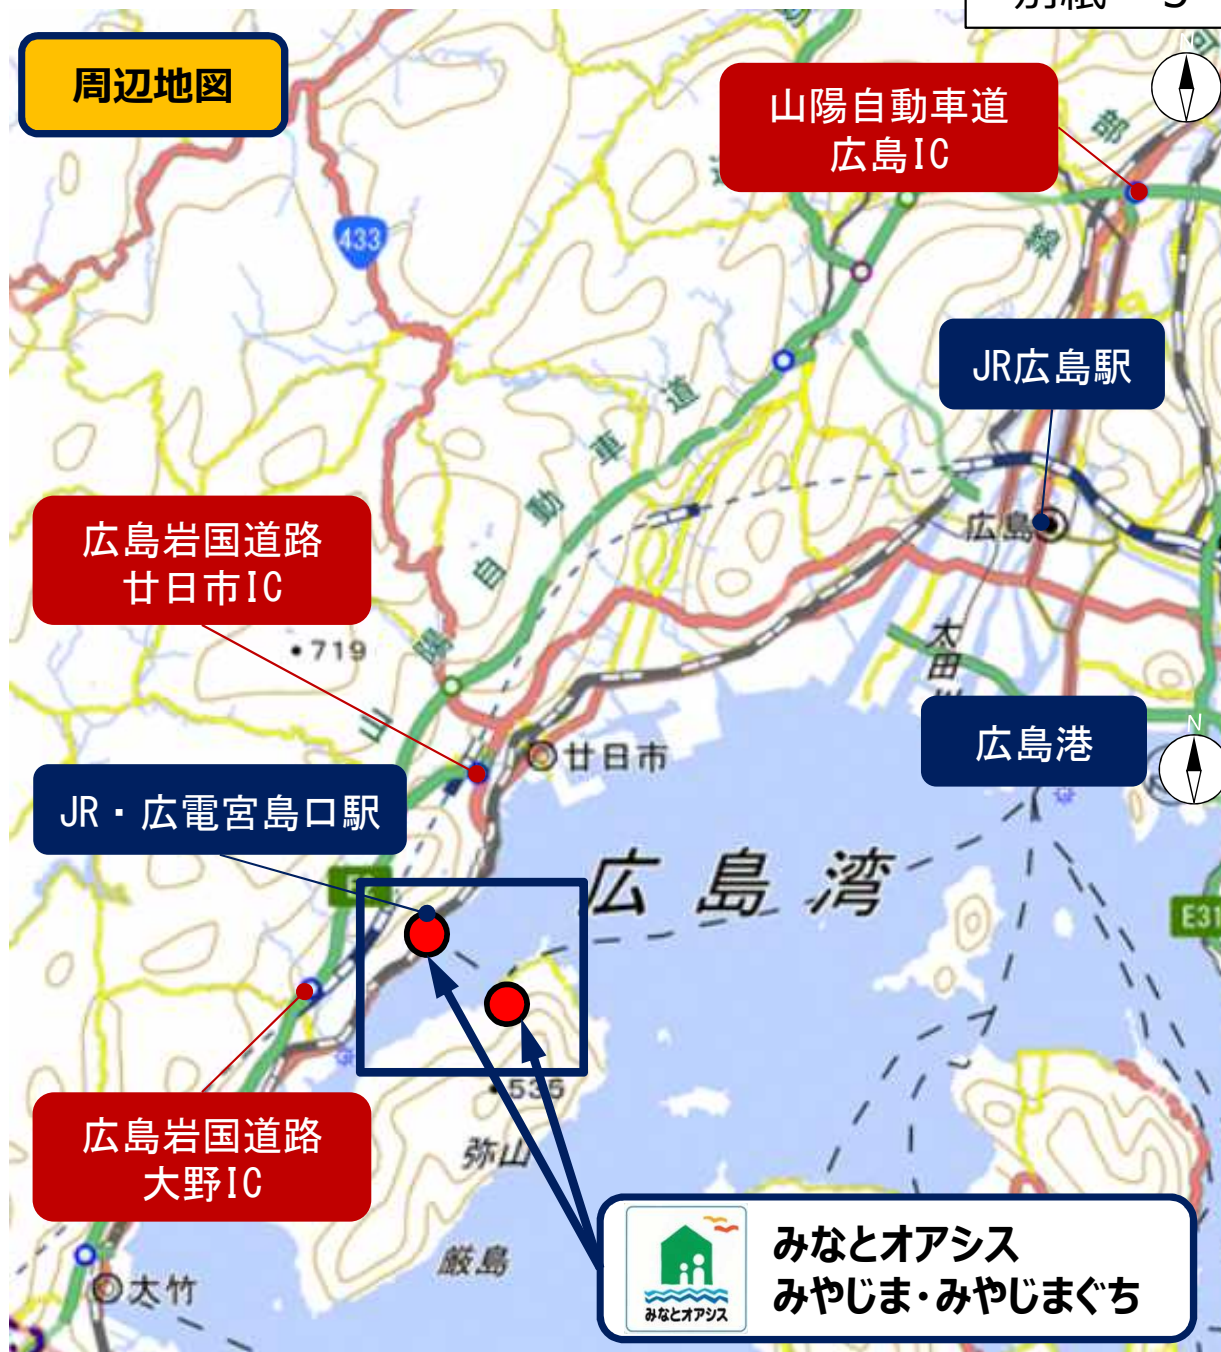 周辺地図
山陽自動車道
広島IC
433
部
線
JR広島駅
道
車
動
自
陽
山
広島
広島岩国道路
廿日市IC
719
太田
廿日市
広島港
N
JR・広電宮島口駅
広島湾
E31
535
弥山
広島岩国道路
大野IC
厳島
大竹
みなとオアシス
みなとオアシス
みやじま・みやじまぐち